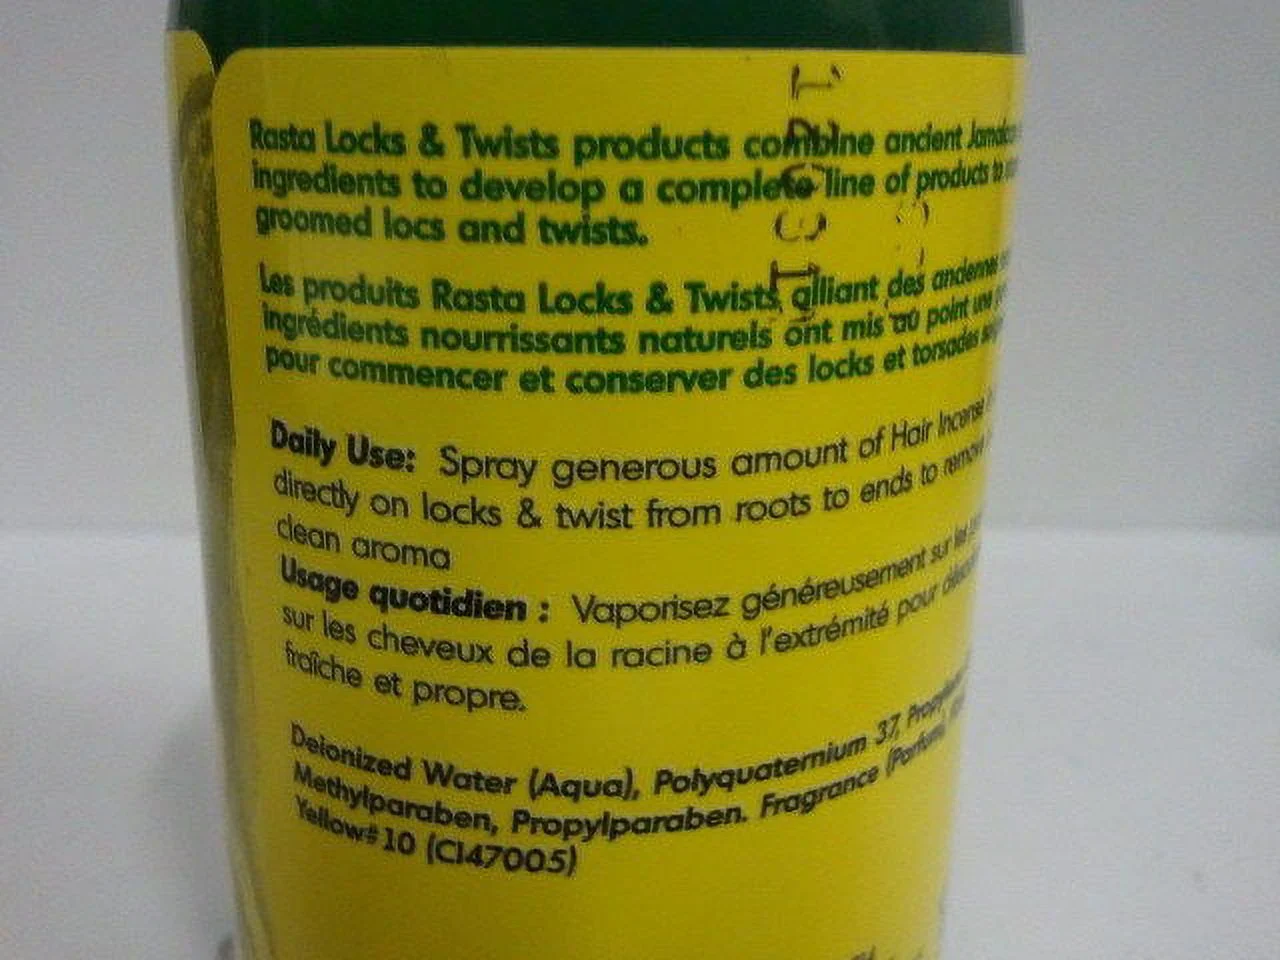 Rasta Locks & Twists products combine ancient
ingredients to develop a complete line of products to
groomed locs and twists.
Les produits Rasta Locks & Twists alliant des anciennes
ingrédients nourrissants naturels ont mis au point une
pour commencer et conserver des locks et torsades
Daily Use: Spray generous amount of Hair Incense
directly on locks & twist from roots to ends to remove
clean aroma
Usage quotidien : Vaporisez généreusement sur les
sur les cheveux de la racine à l'extrémité pour
fraîche et propre.
Deionized Water (Aqua), Polyquaternium 37,
Methylparaben, Propylparaben. Fragrance (Parfum)
Yellow#10 (CI47005)